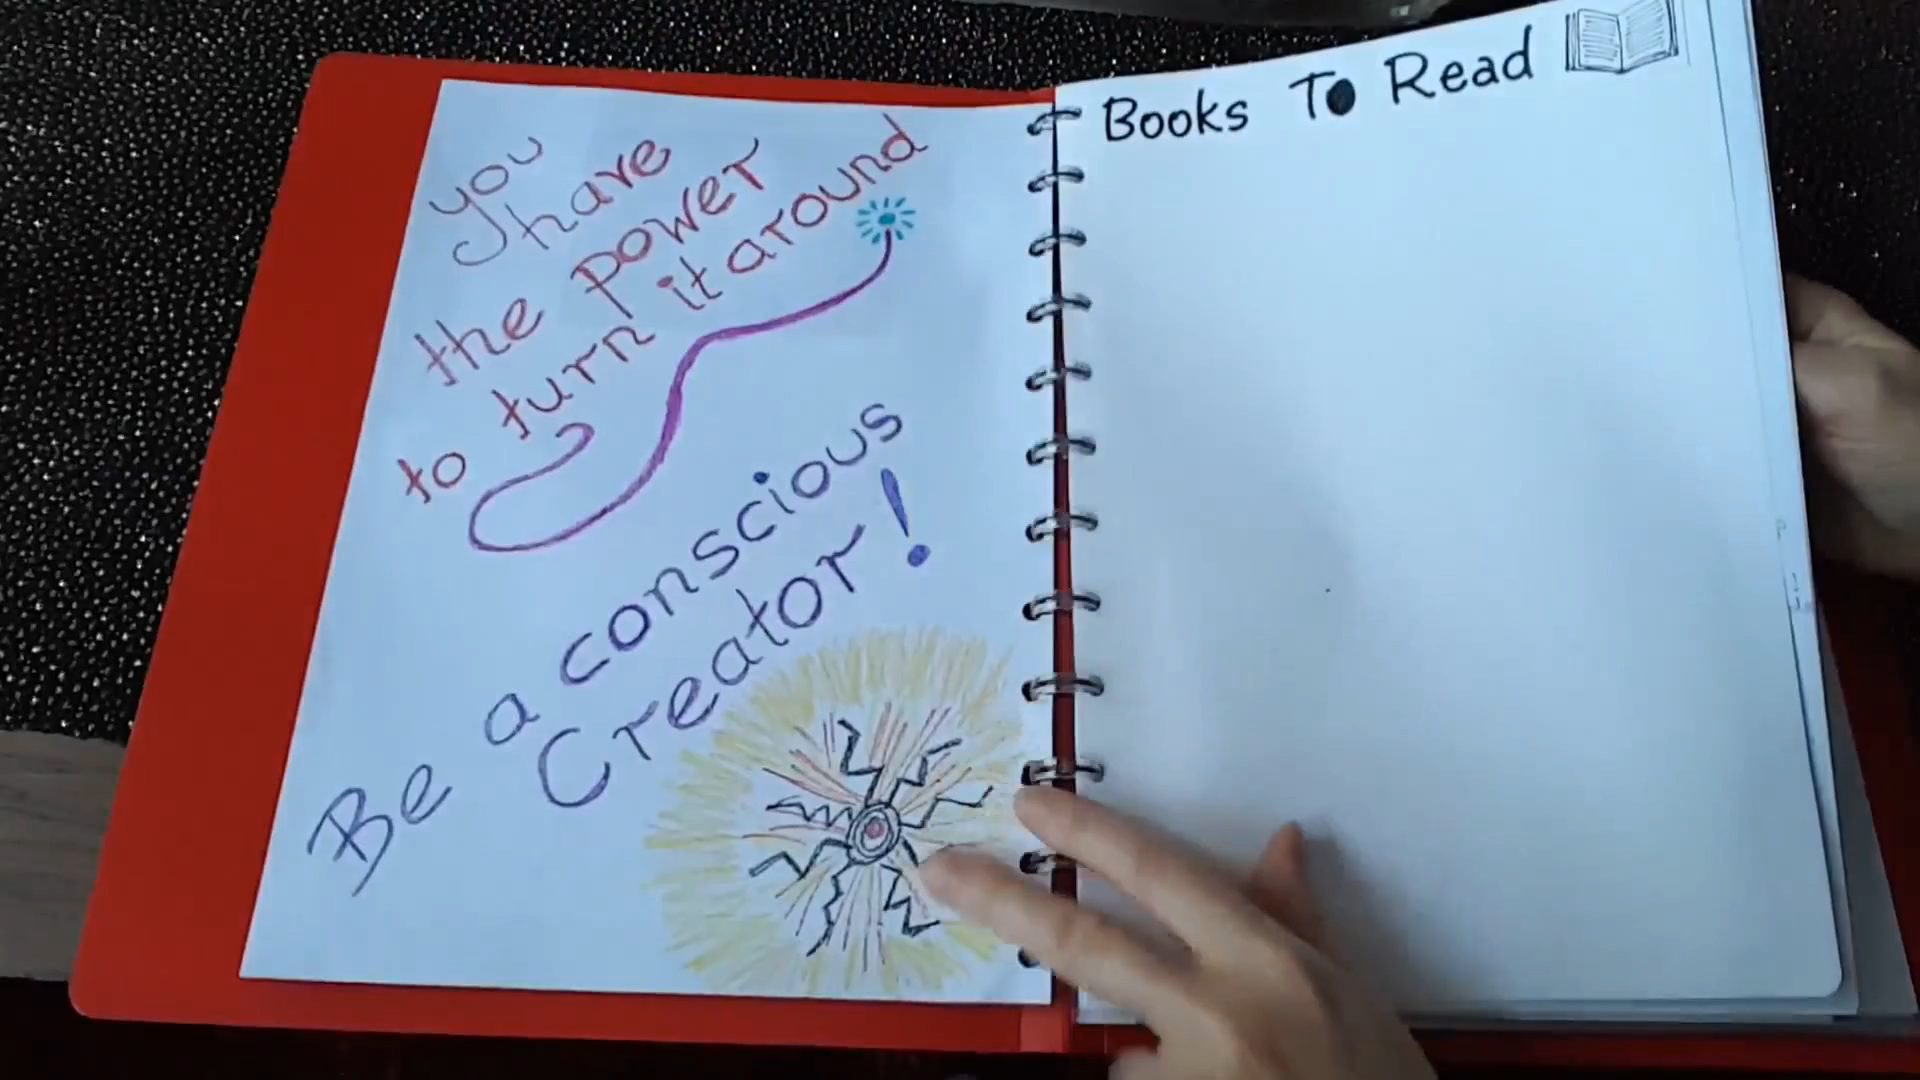 you
have
the power
to turn it around
Be a conscious
Creator!
Books To Read